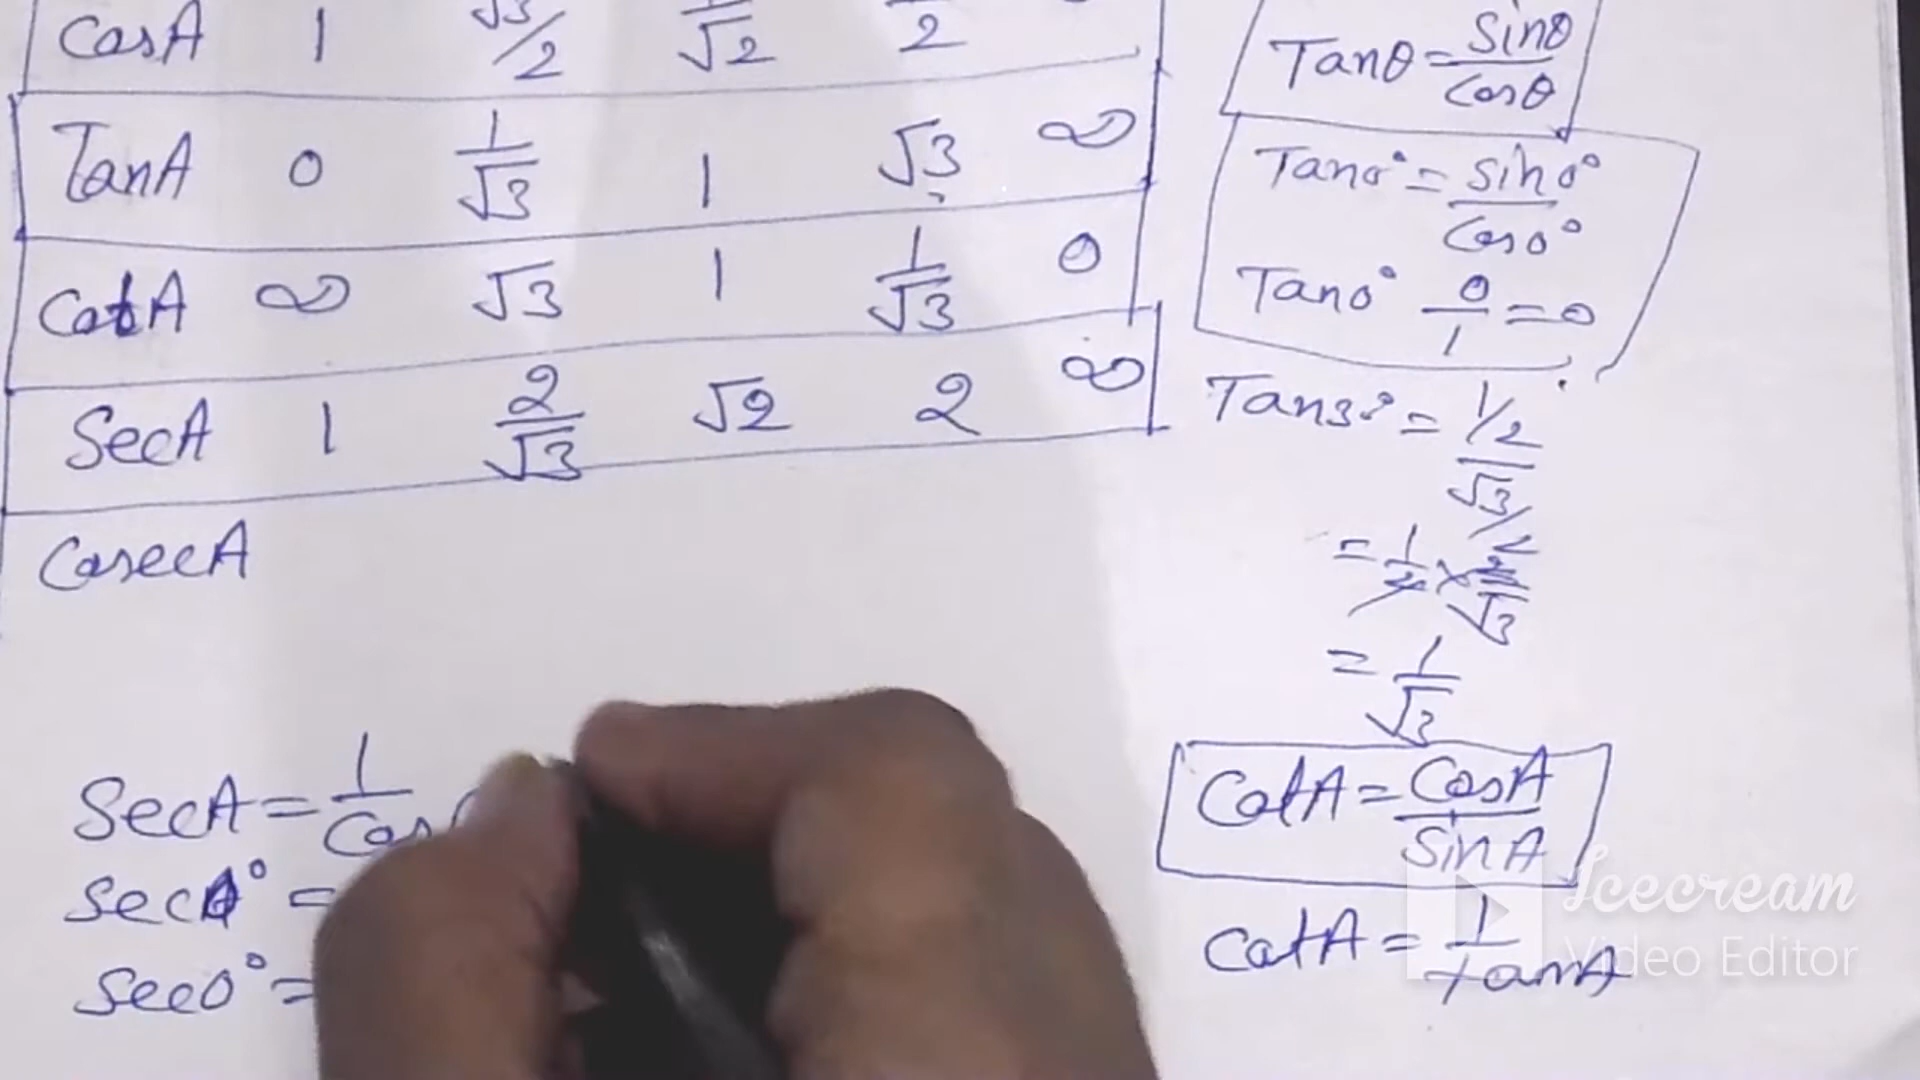 CosA 1 √3/2 1/√2 1/2
TanA 0 1/√3 1 √3 ∞
CotA ∞ √3 1 1/√3 0
SecA 1 2/√3 √2 2 ∞
CosecA
SecA = 1/Cos
sec0° =
sec0° =
Tanθ = Sinθ/Cosθ
Tan0° = Sin0°/Cos0°
Tan0° 0/1 = 0
Tan30° = 1/2 / √3/2
= 1/2 × 2/√3
= 1/√3
CotA = CosA/SinA
CotA = 1/TanA
Icecream
Video Editor